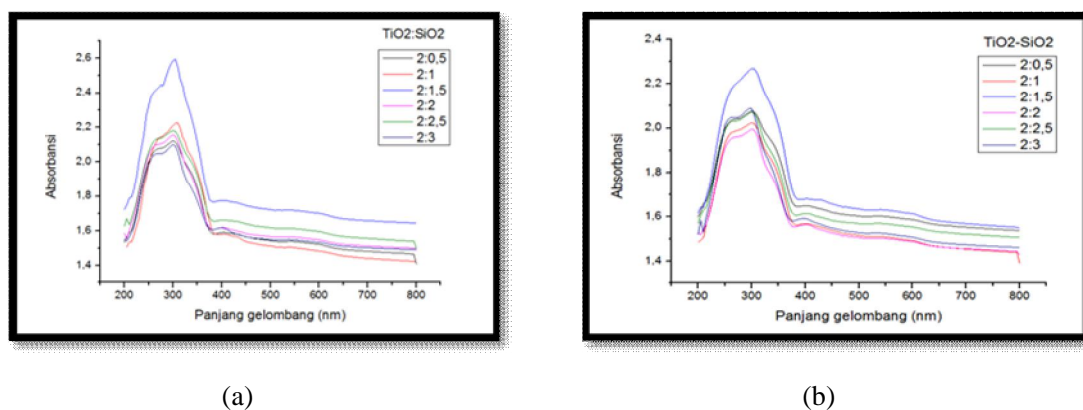 TiO2:SiO2
2:0,5
2:1
2:1,5
2:2
2:2,5
2:3
2,6
2,4
2,2
2,0
1,8
1,6
1,4
Absorbansi
200 300 400 500 600 700 800
Panjang gelombang (nm)
(a)
TiO2-SiO2
2:0,5
2:1
2:1,5
2:2
2:2,5
2:3
2,4
2,2
2,0
1,8
1,6
1,4
Absorbansi
200 300 400 500 600 700 800
Panjang gelombang (nm)
(b)